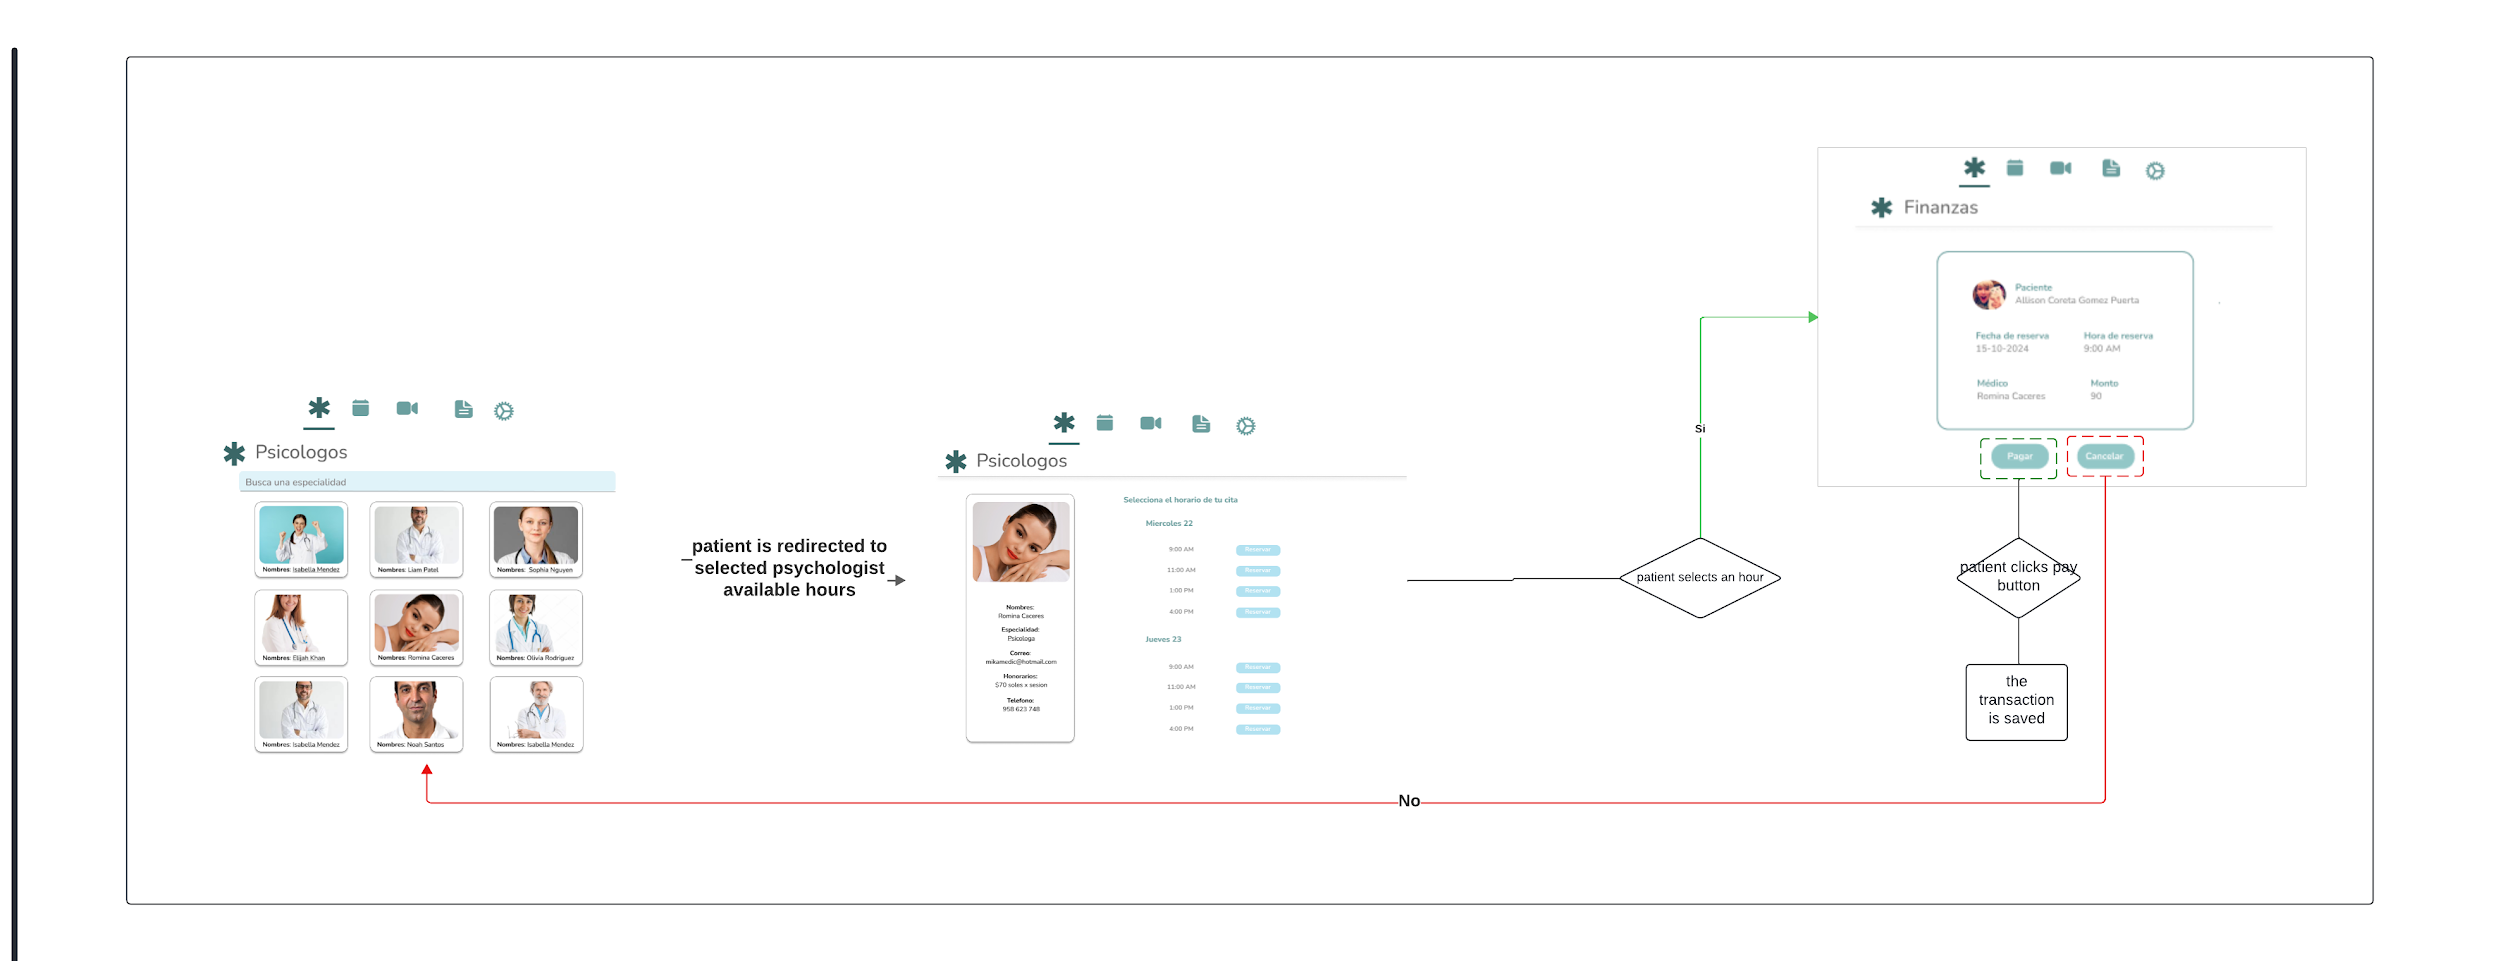 Psicologos
Busca una especialidad
Nombres: Isabella Mendez
Nombres: Liam Patel
Nombres: Sophia Nguyen
Nombres: Elijah Khan
Nombres: Romina Caceres
Nombres: Olivia Rodriguez
Nombres: Isabella Mendez
Nombres: Noah Santos
Nombres: Isabella Mendez
patient is redirected to
selected psychologist
available hours
Psicologos
Nombres:
Romina Caceres
Especialidad:
Psicologa
Correo:
mikamedic@hotmail.com
Honorarios:
$70 soles x sesion
Telefono:
958 623 748
Selecciona el horario de tu cita
Miercoles 22
9:00 AM Reservar
11:00 AM Reservar
1:00 PM Reservar
4:00 PM Reservar
Jueves 23
9:00 AM Reservar
11:00 AM Reservar
1:00 PM Reservar
4:00 PM Reservar
patient selects an hour
Si
Finanzas
Paciente
Allison Coreta Gomez Puerta
Fecha de reserva Hora de reserva
15-10-2024 9:00 AM
Médico Monto
Romina Caceres 90
Pagar Cancelar
patient clicks pay
button
the
transaction
is saved
No